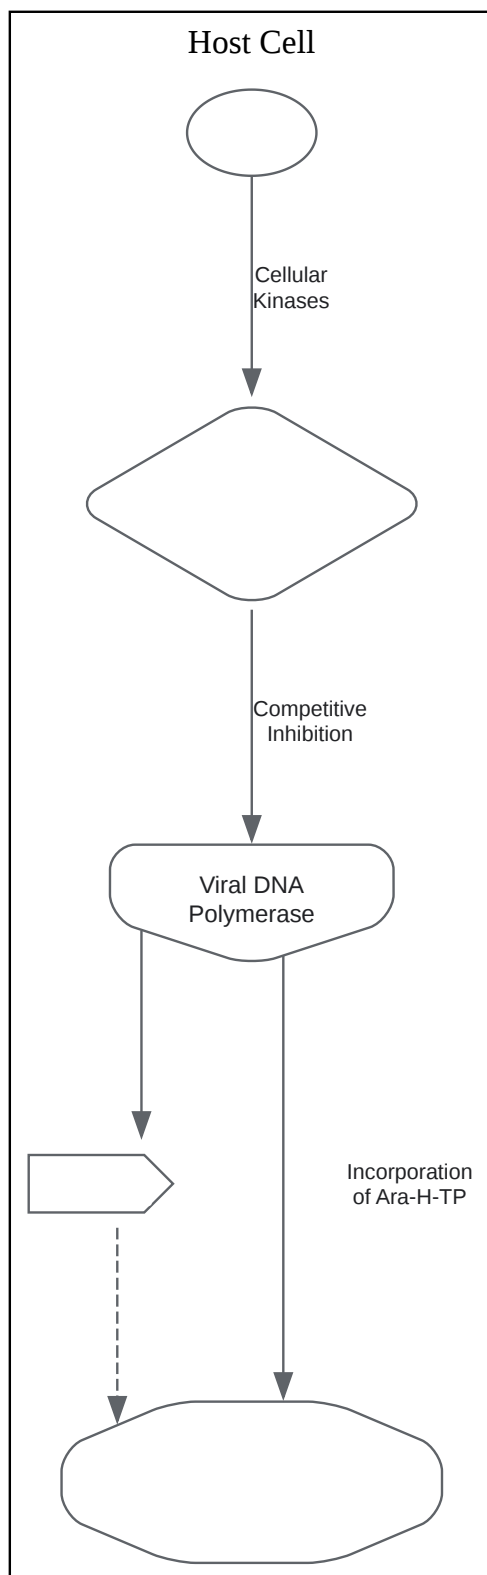 Host Cell
Cellular
Kinases
Competitive
Inhibition
Viral DNA
Polymerase
Incorporation
of Ara-H-TP